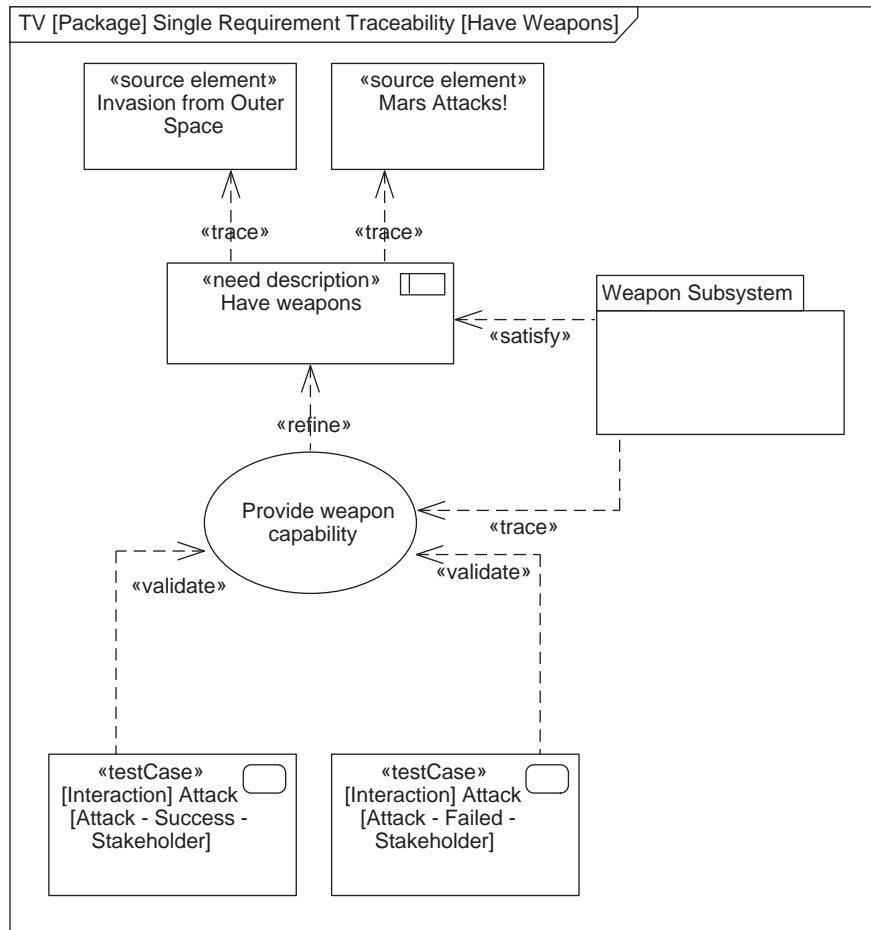 TV [Package] Single Requirement Traceability [Have Weapons]
«source element»
Invasion from Outer
Space
«source element»
Mars Attacks!
«trace»
«trace»
«need description»
Have weapons
Weapon Subsystem
«satisfy»
«refine»
Provide weapon
capability
«trace»
«validate»
«validate»
«testCase»
[Interaction] Attack
[Attack - Success -
Stakeholder]
«testCase»
[Interaction] Attack
[Attack - Failed -
Stakeholder]